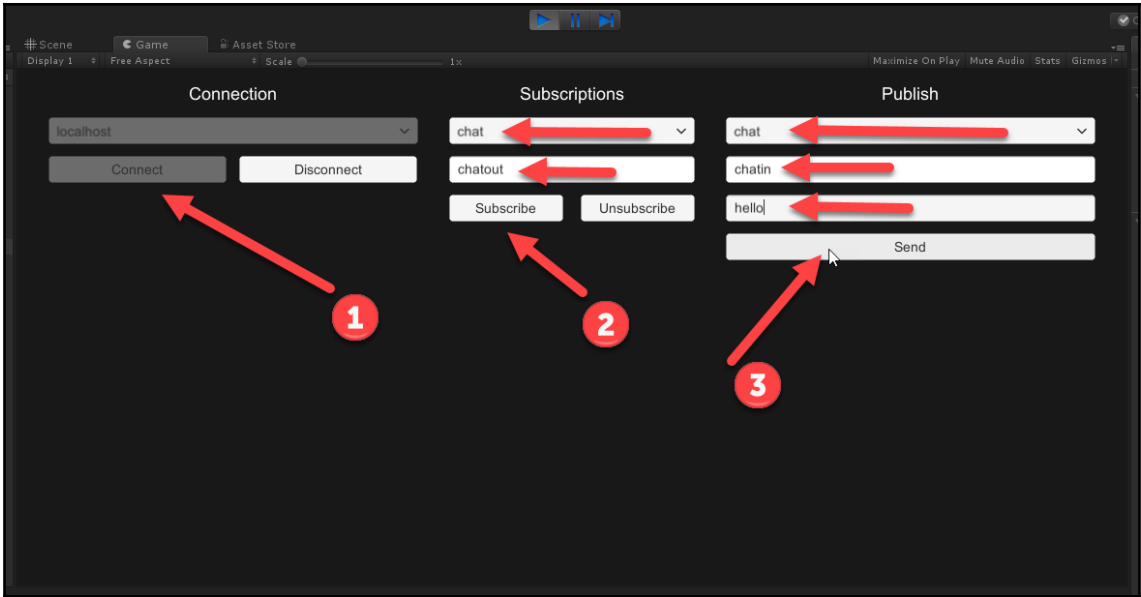 Scene Game Asset Store
Display 1 Free Aspect Scale 1x Maximize On Play Mute Audio Stats Gizmos
Connection Subscriptions Publish
localhost chat chat
Connect Disconnect chatout chatin
Subscribe Unsubscribe hello
Send
1
2
3